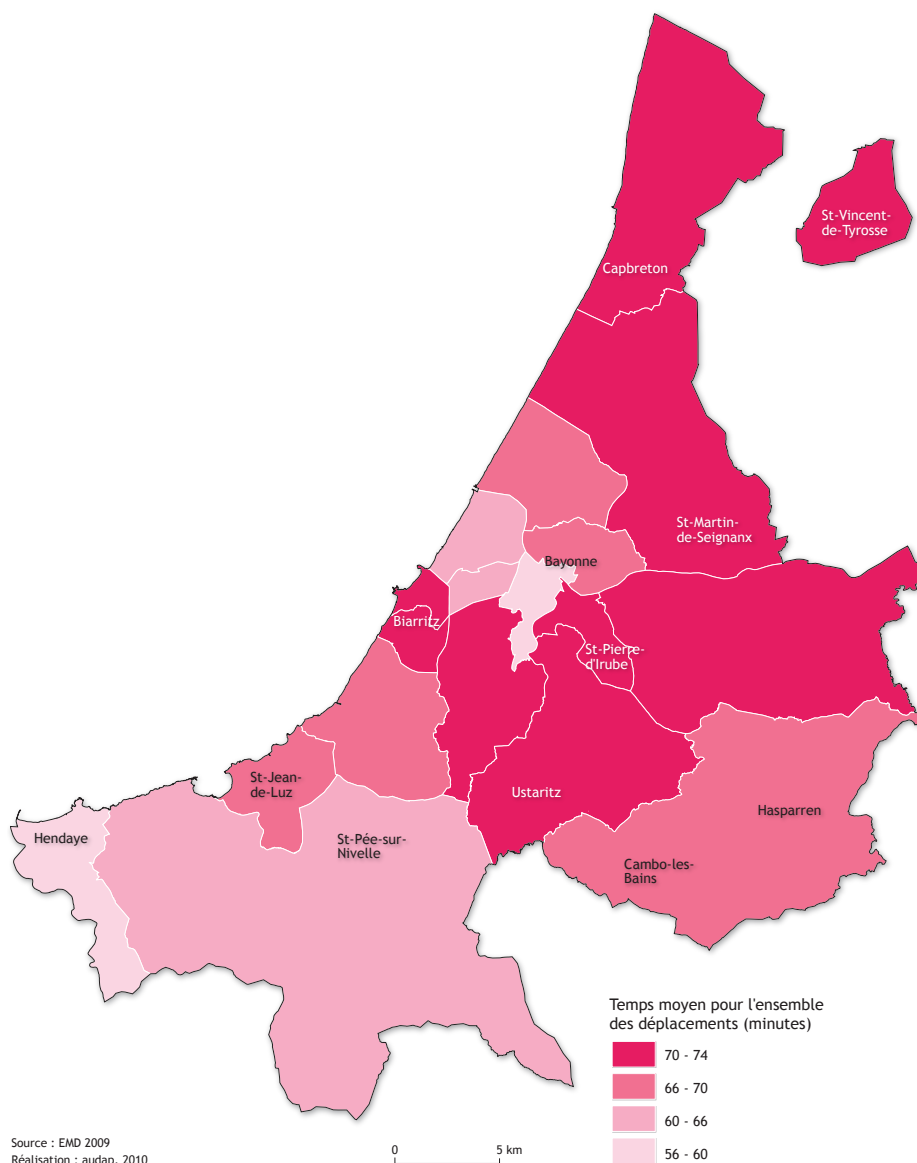 St-Vincent-
de-Tyrosse
Capbreton
St-Martin-
de-Seignanx
Bayonne
Biarritz
St-Pierre-
d'Irube
St-Jean-
de-Luz
Ustaritz
Hasparren
Hendaye
St-Pée-sur-
Nivelle
Cambo-les-
Bains
Temps moyen pour l'ensemble
des déplacements (minutes)
70 - 74
66 - 70
60 - 66
56 - 60
Source : EMD 2009
Réalisation : audap, 2010
0 5 km